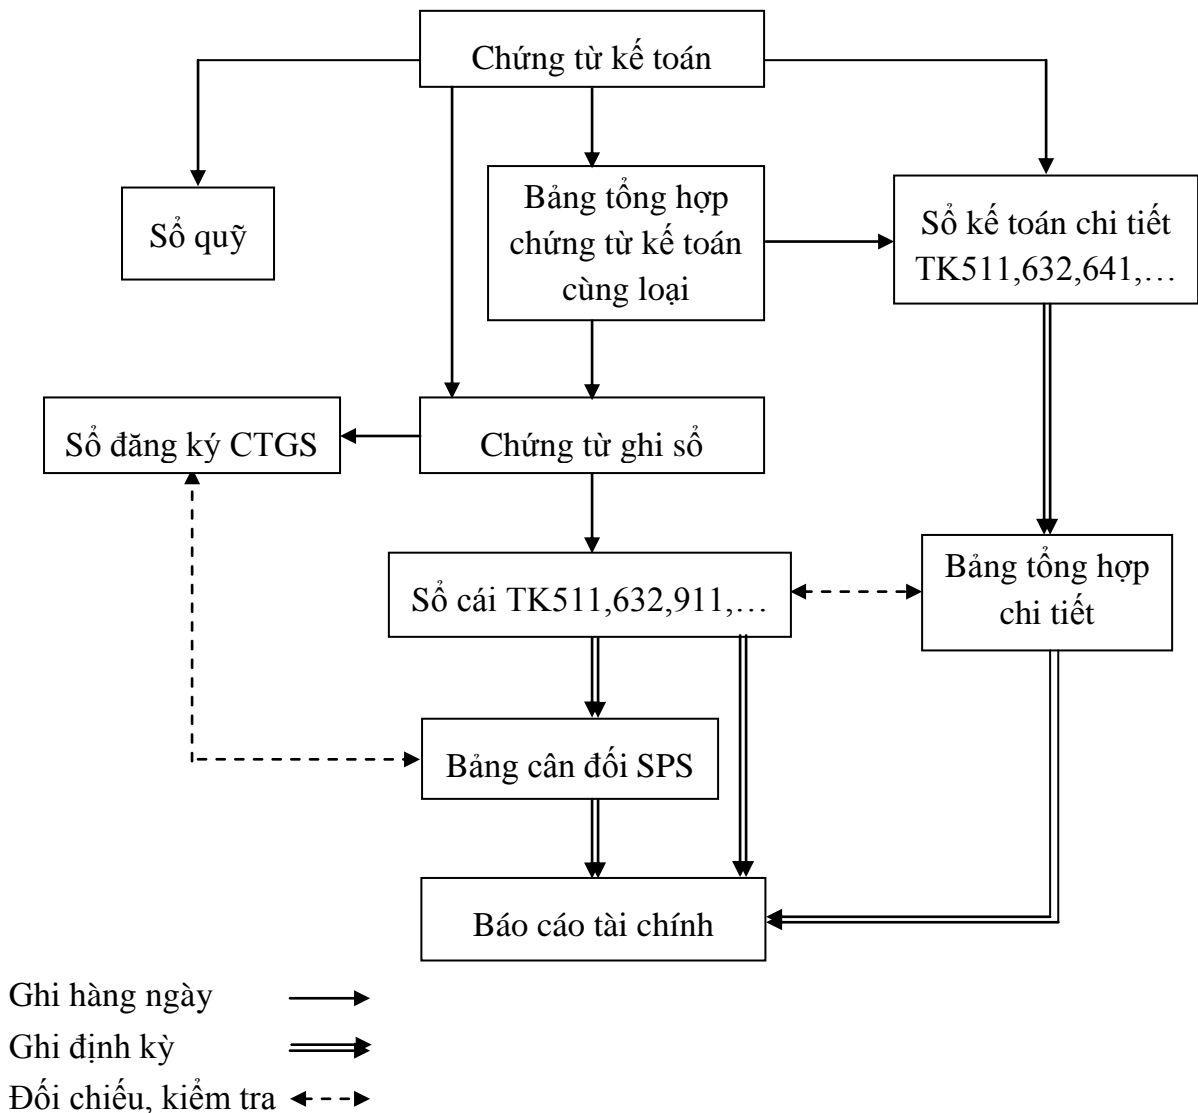 Chứng từ kế toán
Bảng tổng hợp
chứng từ kế toán
cùng loại
Sổ quỹ
Sổ kế toán chi tiết
TK511,632,641,…
Sổ đăng ký CTGS
Chứng từ ghi sổ
Sổ cái TK511,632,911,…
Bảng tổng hợp
chi tiết
Bảng cân đối SPS
Báo cáo tài chính
Ghi hàng ngày
Ghi định kỳ
Đối chiếu, kiểm tra